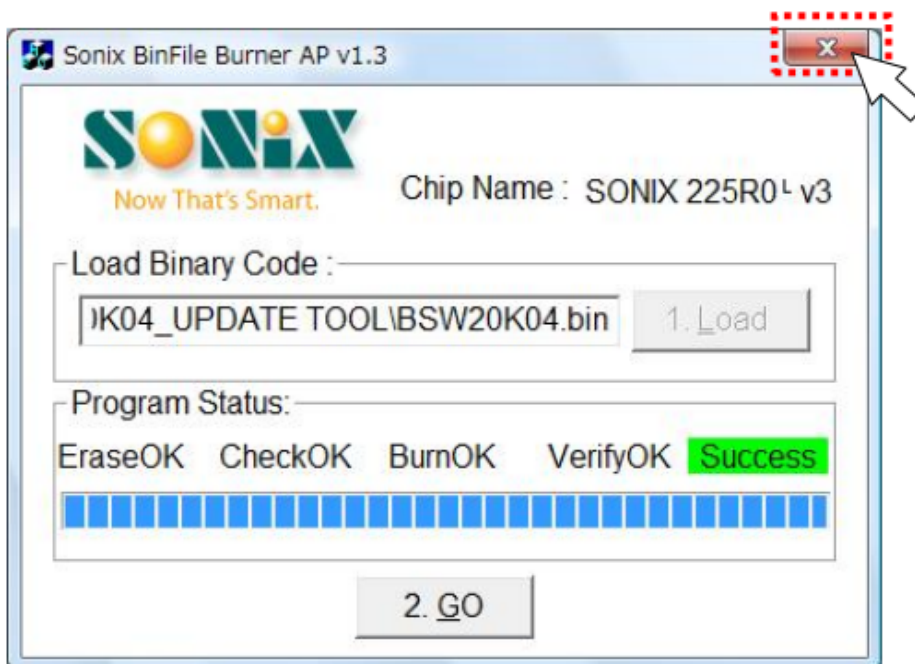 Sonix BinFile Burner AP v1.3
SONiX
Now That's Smart.
Chip Name : SONIX 225R0L v3
Load Binary Code :
K04_UPDATE TOOL\BSW20K04.bin
1. Load
Program Status:
EraseOK CheckOK BurnOK VerifyOK Success
2. GO